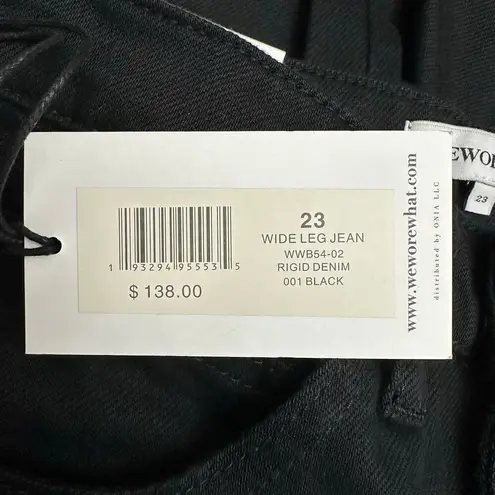 23
WIDE LEG JEAN
WWB54-02
RIGID DENIM
001 BLACK
1 93294 95553 5
$ 138.00
www.weworewhat.com
distributed by ONIA LLC
23